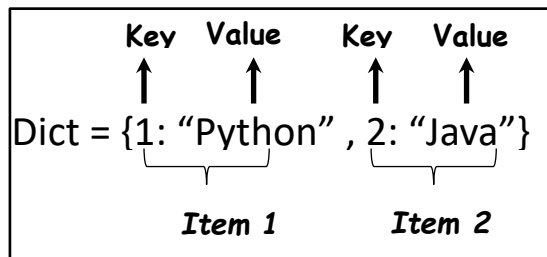 Key Value Key Value
Dict = {1: “Python” , 2: “Java”}
Item 1 Item 2